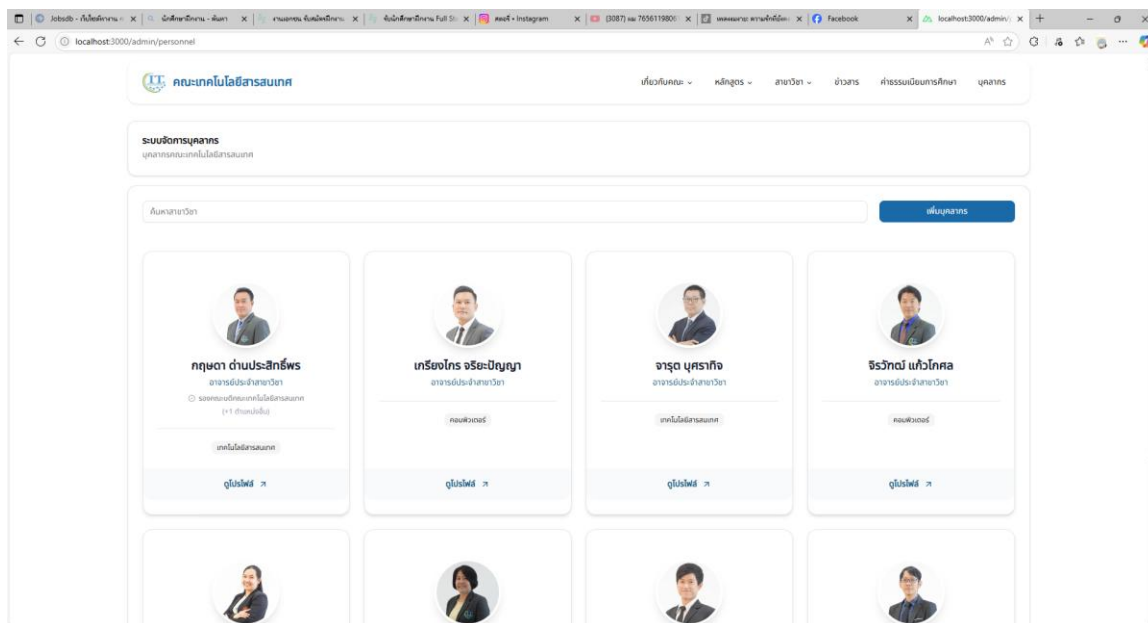 Facebook
localhost:3000/admin/personnel
คณะเทคโนโลยีสารสนเทศ
เกี่ยวกับคณะ
หลักสูตร
สาขาวิชา
ข่าวสาร
ค่าธรรมเนียมการศึกษา
บุคลากร
ระบบจัดการบุคลากร
บุคลากรคณะเทคโนโลยีสารสนเทศ
ค้นหาสาขาวิชา
เพิ่มบุคลากร
กฤษดา ด่านประสิทธิ์พร
อาจารย์ประจำสาขาวิชา
รองคณะบดีคณะเทคโนโลยีสารสนเทศ
(+1 ตำแหน่งอื่น)
เทคโนโลยีสารสนเทศ
ดูโปรไฟล์
เกรียงไกร จริยะปัญญา
อาจารย์ประจำสาขาวิชา
คอมพิวเตอร์
ดูโปรไฟล์
จารุต บุศราทิจ
อาจารย์ประจำสาขาวิชา
เทคโนโลยีสารสนเทศ
ดูโปรไฟล์
จิรวัฒน์ แก้วโกศล
อาจารย์ประจำสาขาวิชา
คอมพิวเตอร์
ดูโปรไฟล์